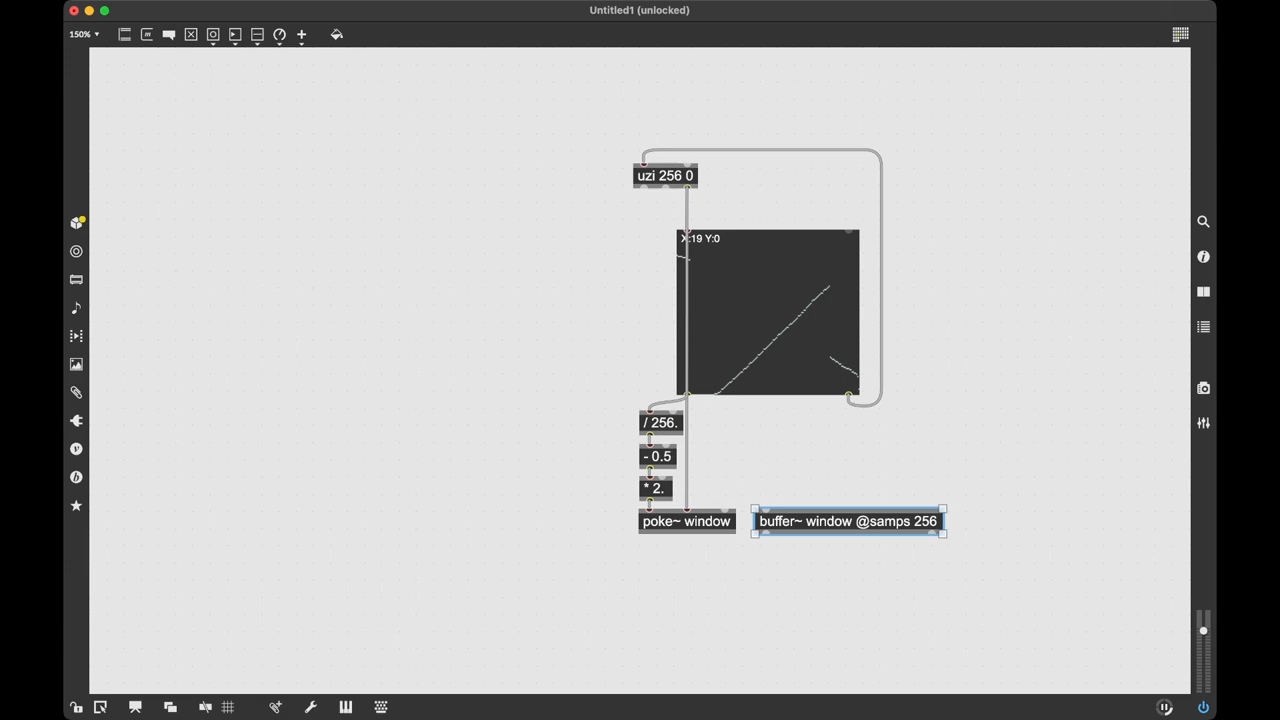 Untitled1 (unlocked)
150%
uzi 256 0
X:19 Y:0
/ 256.
- 0.5
* 2.
poke~ window
buffer~ window @samps 256